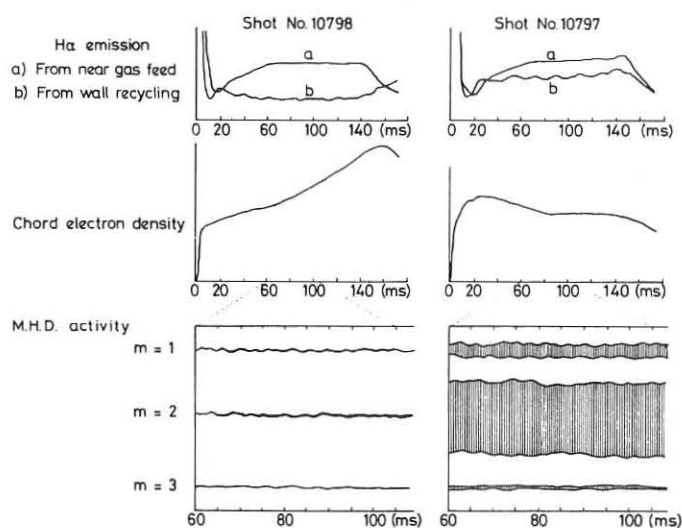 Shot No. 10798
Shot No. 10797
Hα emission
a) From near gas feed
b) From wall recycling
a
b
a
b
0 20 60 100 140 (ms)
0 20 60 100 140 (ms)
Chord electron density
0 20 60 100 140 (ms)
0 20 60 100 140 (ms)
M.H.D. activity
m = 1
m = 2
m = 3
60 80 100 (ms)
60 80 100 (ms)